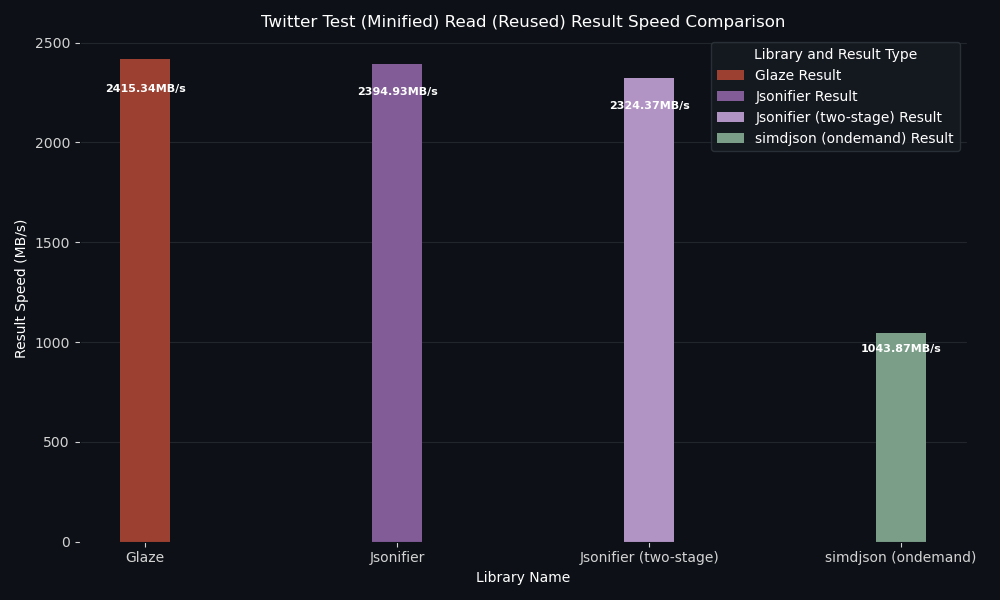 Twitter Test (Minified) Read (Reused) Result Speed Comparison
Library and Result Type
Glaze Result
Jsonifier Result
Jsonifier (two-stage) Result
simdjson (ondemand) Result
Result Speed (MB/s)
2500
2000
1500
1000
500
0
2415.34MB/s
2394.93MB/s
2324.37MB/s
1043.87MB/s
Glaze
Jsonifier
Jsonifier (two-stage)
simdjson (ondemand)
Library Name